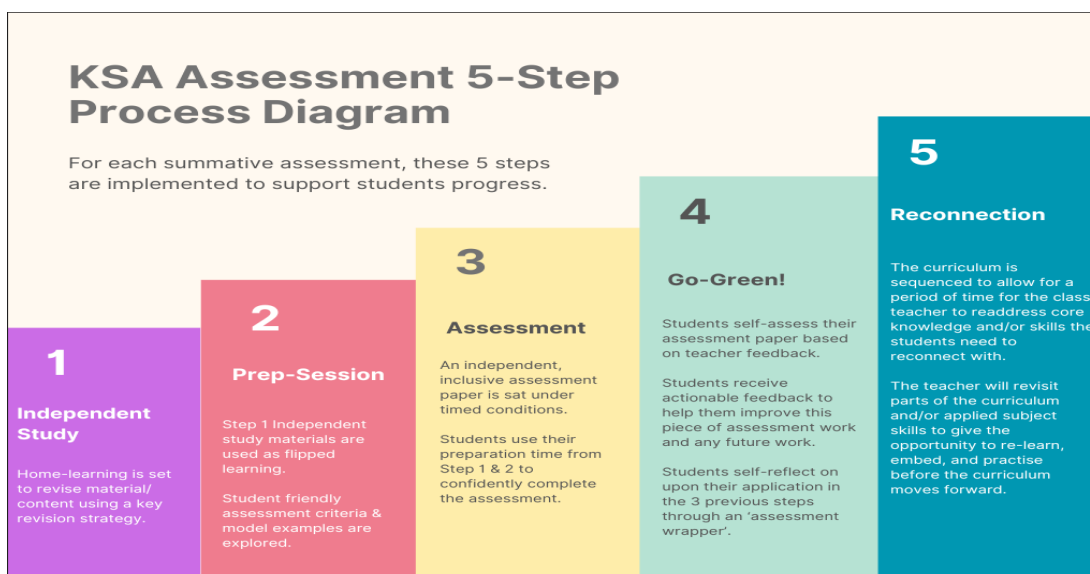 KSA Assessment 5-Step
Process Diagram
For each summative assessment, these 5 steps
are implemented to support students progress.
1
Independent
Study
Home-learning is set
to revise material/
content using a key
revision strategy.
2
Prep-Session
Step 1 Independent
study materials are
used as flipped
learning.
Student friendly
assessment criteria &
model examples are
explored.
3
Assessment
An independent,
inclusive assessment
paper is sat under
timed conditions.
Students use their
preparation time from
Step 1 & 2 to
confidently complete
the assessment.
4
Go-Green!
Students self-assess their
assessment paper based
on teacher feedback.
Students receive
actionable feedback to
help them improve this
piece of assessment work
and any future work.
Students self-reflect on
upon their application in
the 3 previous steps
through an ‘assessment
wrapper’.
5
Reconnection
The curriculum is
sequenced to allow for a
period of time for the class
teacher to readdress core
knowledge and/or skills the
students need to
reconnect with.
The teacher will revisit
parts of the curriculum
and/or applied subject
skills to give the
opportunity to re-learn,
embed, and practise
before the curriculum
moves forward.